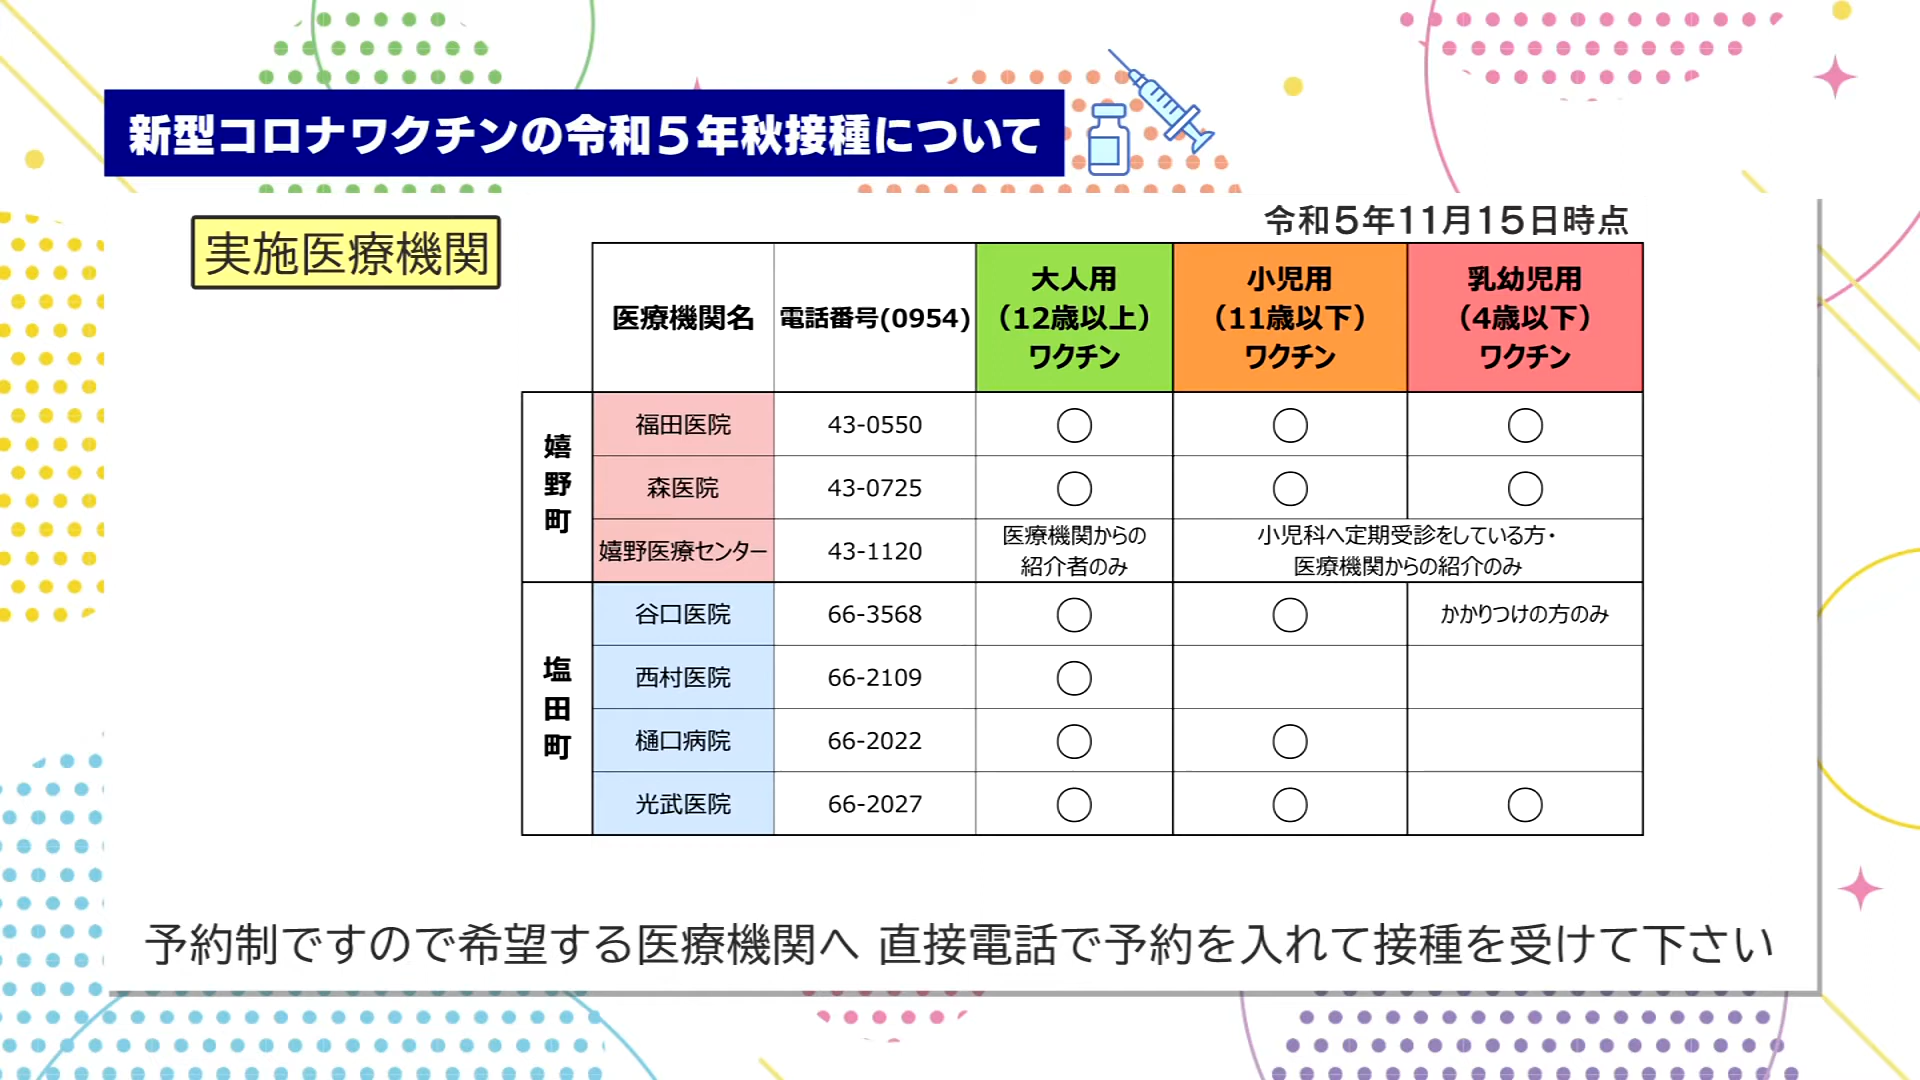 新型コロナワクチンの令和５年秋接種について
実施医療機関
令和5年11月15日時点
医療機関名 電話番号(0954) 大人用（12歳以上）ワクチン 小児用（11歳以下）ワクチン 乳幼児用（4歳以下）ワクチン
嬉野町
福田医院 43-0550 ◯ ◯ ◯
森医院 43-0725 ◯ ◯ ◯
嬉野医療センター 43-1120 医療機関からの紹介者のみ 小児科へ定期受診をしている方・医療機関からの紹介のみ
塩田町
谷口医院 66-3568 ◯ ◯ かかりつけの方のみ
西村医院 66-2109 ◯
樋口病院 66-2022 ◯ ◯
光武医院 66-2027 ◯ ◯ ◯
予約制ですので希望する医療機関へ 直接電話で予約を入れて接種を受けて下さい